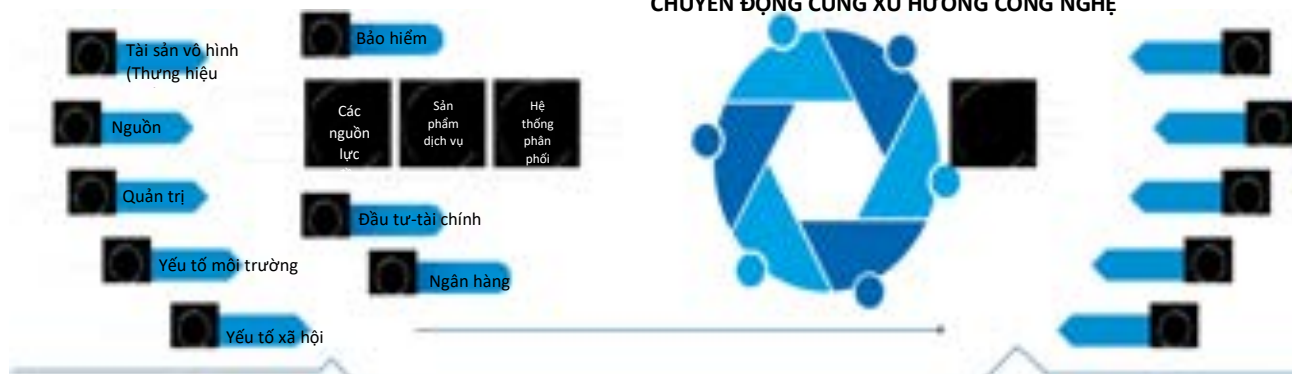 CHUYỂN ĐỘNG CÙNG XU HƯỚNG CÔNG NGHỆ
Tài sản vô hình
(Thưng hiệu
Nguồn
Quản trị
Yếu tố môi trường
Yếu tố xã hội
Bảo hiểm
Các
nguồn
lực
Sản
phẩm
dịch vụ
Hệ
thống
phân
phối
Đầu tư-tài chính
Ngân hàng